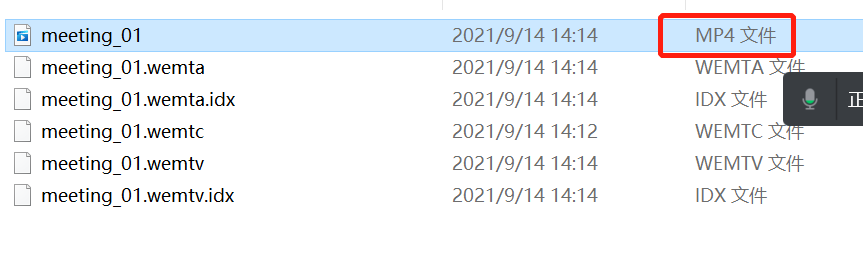 meeting_01 2021/9/14 14:14 MP4 文件
meeting_01.wemta 2021/9/14 14:14 WEMTA 文件
meeting_01.wemta.idx 2021/9/14 14:14 IDX 文件
正
meeting_01.wemtc 2021/9/14 14:12 WEMTC 文件
meeting_01.wemtv 2021/9/14 14:14 WEMTV 文件
meeting_01.wemtv.idx 2021/9/14 14:14 IDX 文件